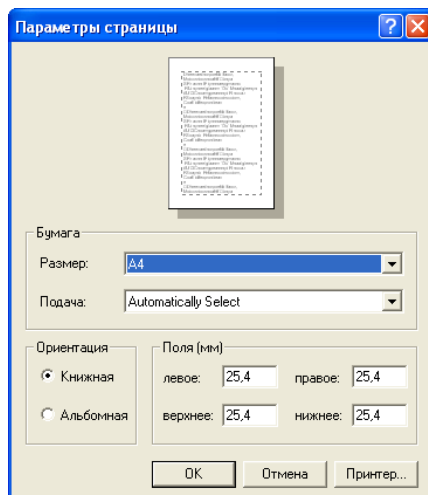 Параметры страницы
Бумага
Размер: A4
Подача: Automatically Select
Ориентация
Книжная
Альбомная
Поля (мм)
левое: 25,4 правое: 25,4
верхнее: 25,4 нижнее: 25,4
OK Отмена Принтер...